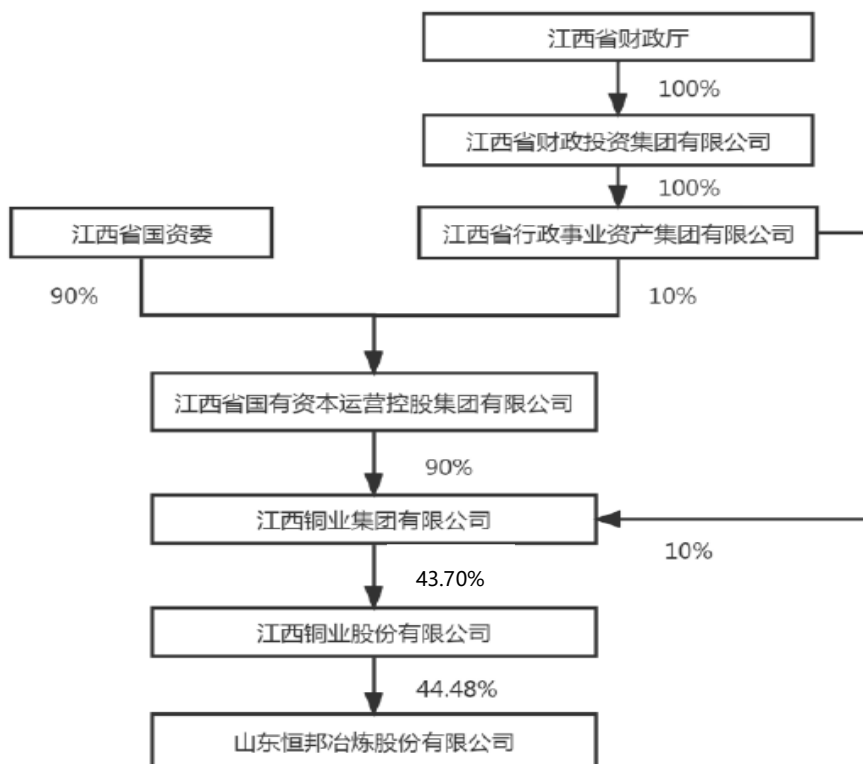 江西省财政厅
100%
江西省财政投资集团有限公司
100%
江西省国资委
江西省行政事业资产集团有限公司
90%
10%
江西省国有资本运营控股集团有限公司
90%
江西铜业集团有限公司
10%
43.70%
江西铜业股份有限公司
44.48%
山东恒邦冶炼股份有限公司